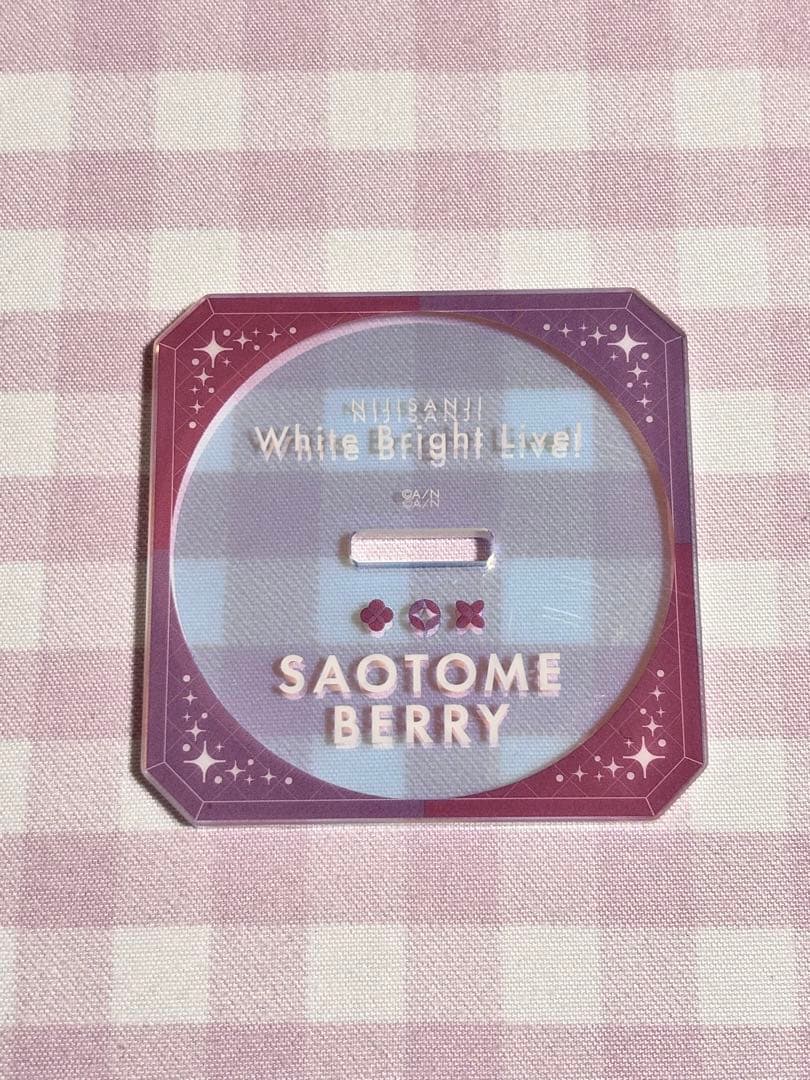 NIJISANJI
White Bright Live!
©A/N
SAOTOME
BERRY